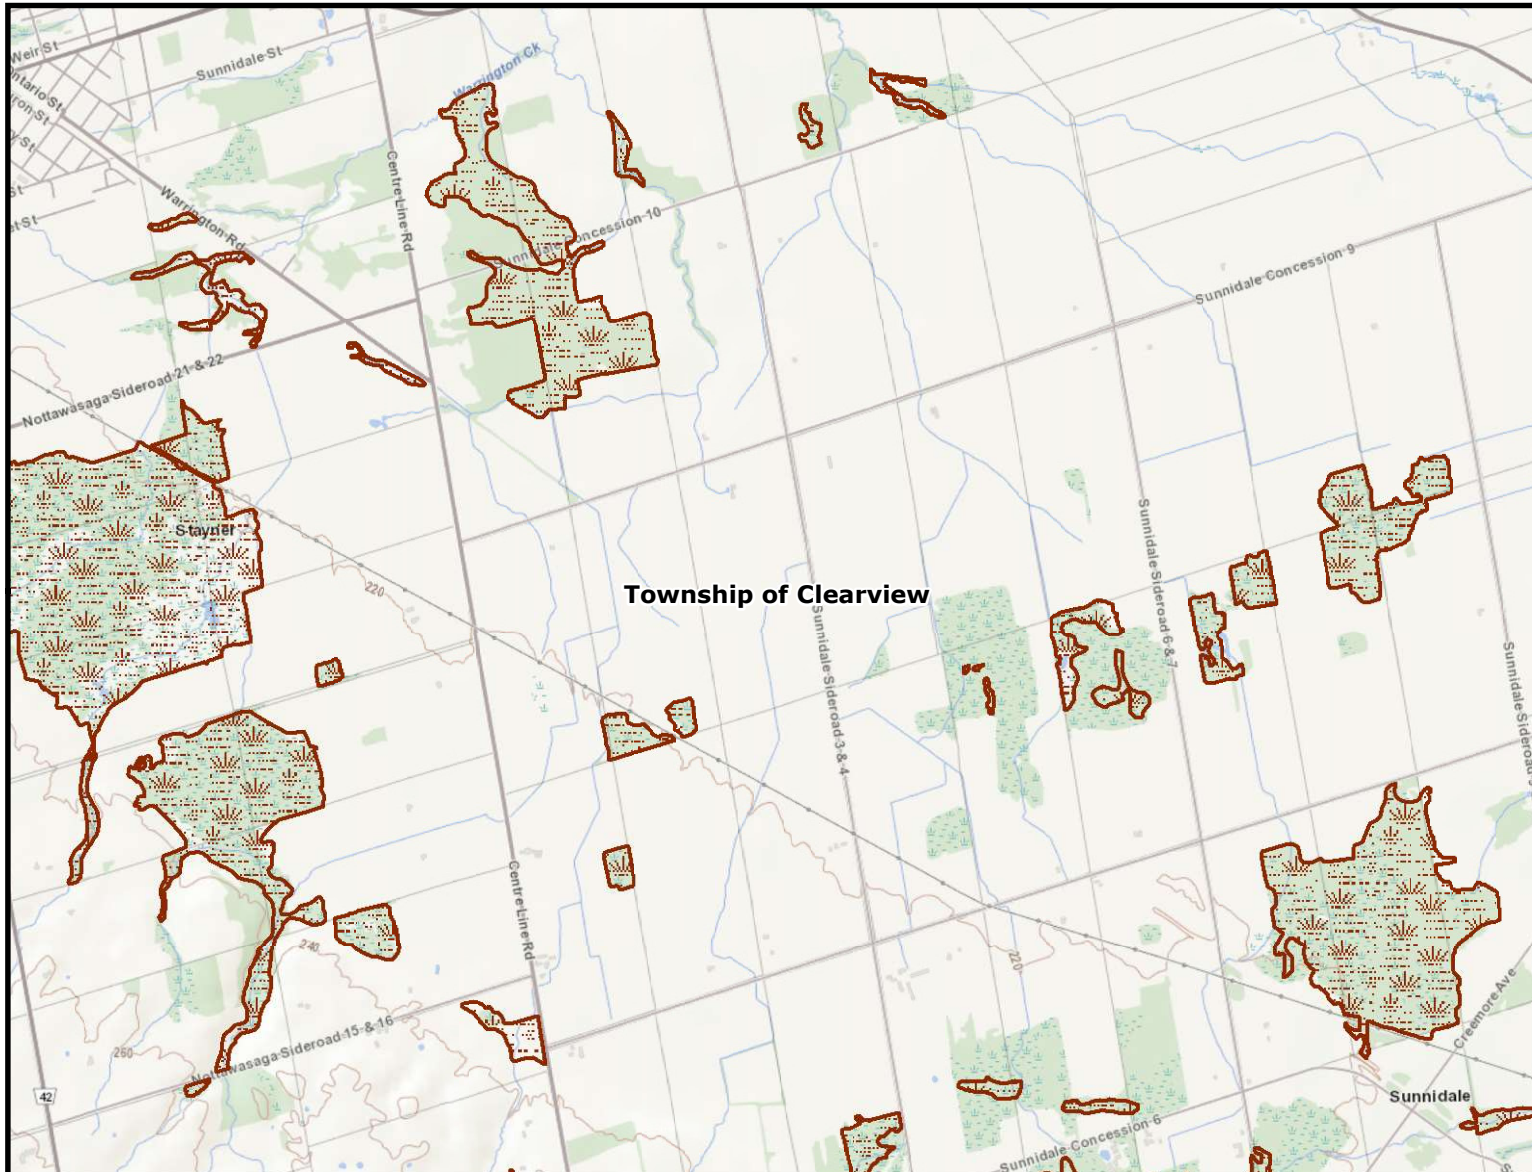 Weir St
Sunnidale St
Warrington Ck
Ontario St
Warrington Rd
Centre Line Rd
Sunnidale Concession 10
Sunnidale Concession 9
Nottawasaga Sideroad 21 & 22
Stayner
220
Township of Clearview
Sunnidale Sideroad 3 & 4
Sunnidale Sideroad 6 & 7
Sunnidale Sideroad 9
Centre Line Rd
240
220
260
Nottawasaga Sideroad 15 & 16
42
Creemore Ave
Sunnidale
Sunnidale Concession 6